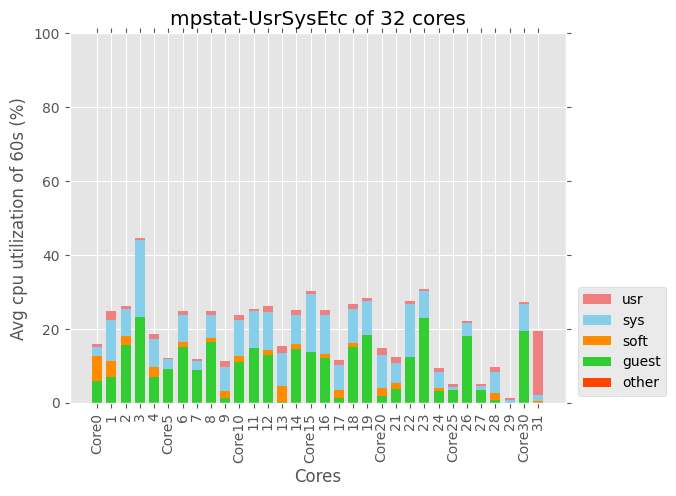 mpstat-UsrSysEtc of 32 cores
100
80
60
40
20
0
Avg cpu utilization of 60s (%)
Core0
1
2
3
4
Core5
6
7
8
9
Core10
11
12
13
14
Core15
16
17
18
19
Core20
21
22
23
24
Core25
26
27
28
29
Core30
31
Cores
usr
sys
soft
guest
other